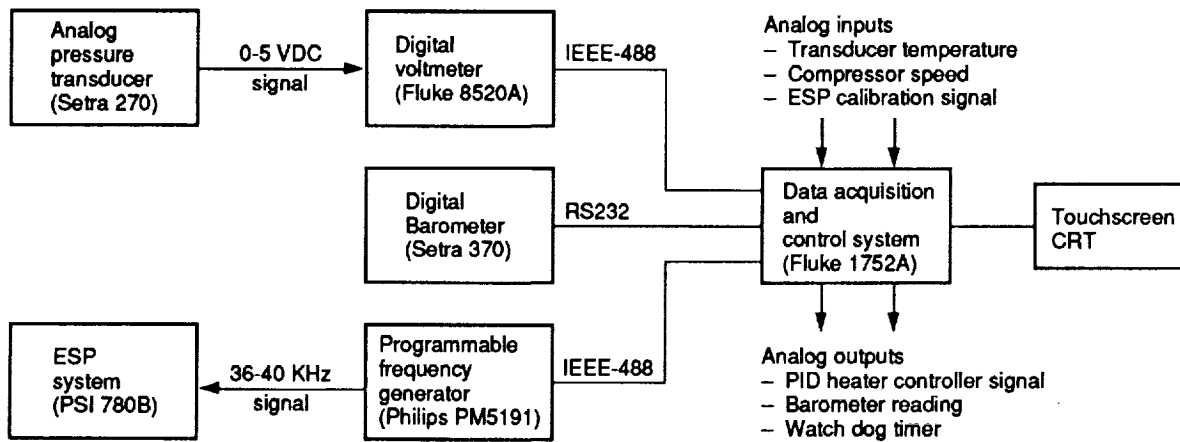 Analog
pressure
transducer
(Setra 270)
0-5 VDC
signal
Digital
voltmeter
(Fluke 8520A)
IEEE-488
Analog inputs
– Transducer temperature
– Compressor speed
– ESP calibration signal
Digital
Barometer
(Setra 370)
RS232
Data acquisition
and
control system
(Fluke 1752A)
Touchscreen
CRT
ESP
system
(PSI 780B)
36-40 KHz
signal
Programmable
frequency
generator
(Philips PM5191)
IEEE-488
Analog outputs
– PID heater controller signal
– Barometer reading
– Watch dog timer